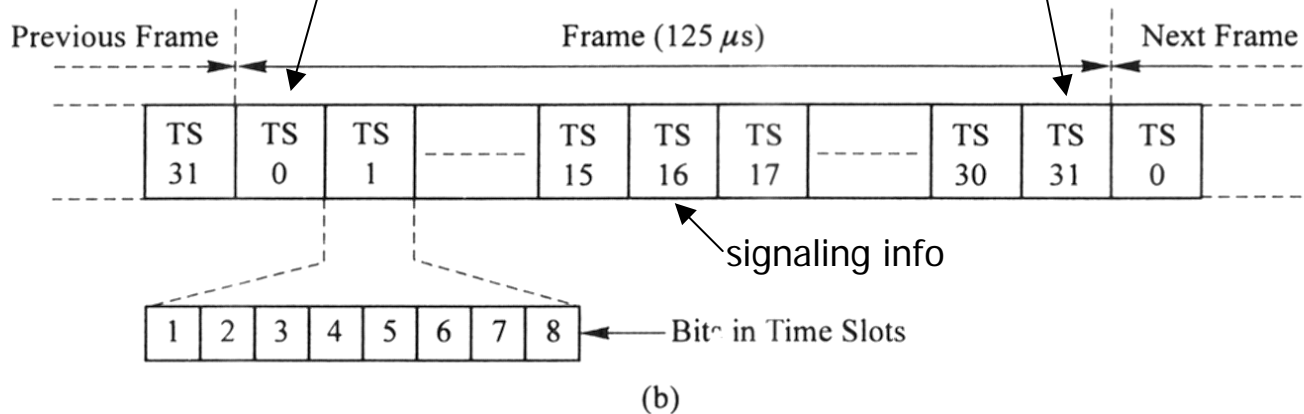 Previous Frame Frame (125 μs) Next Frame
TS TS TS TS TS TS TS TS TS
31 0 1 15 16 17 30 31 0
signaling info
1 2 3 4 5 6 7 8 in Time Slots
(b)